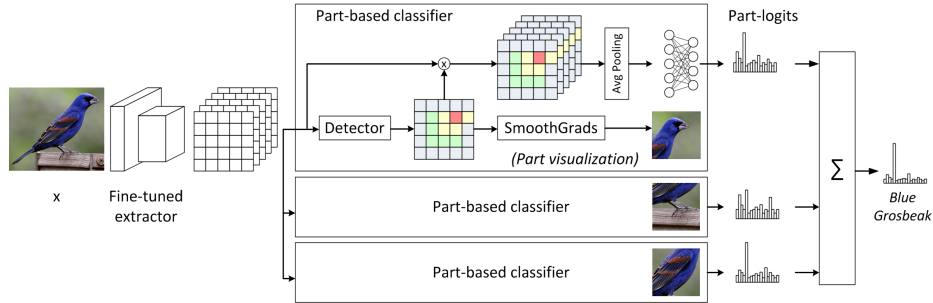 Part-based classifier
Part-logits
x
Avg Pooling
Detector
SmoothGrads
(Part visualization)
x
Fine-tuned
extractor
Part-based classifier
Σ
Blue
Grosbeak
Part-based classifier